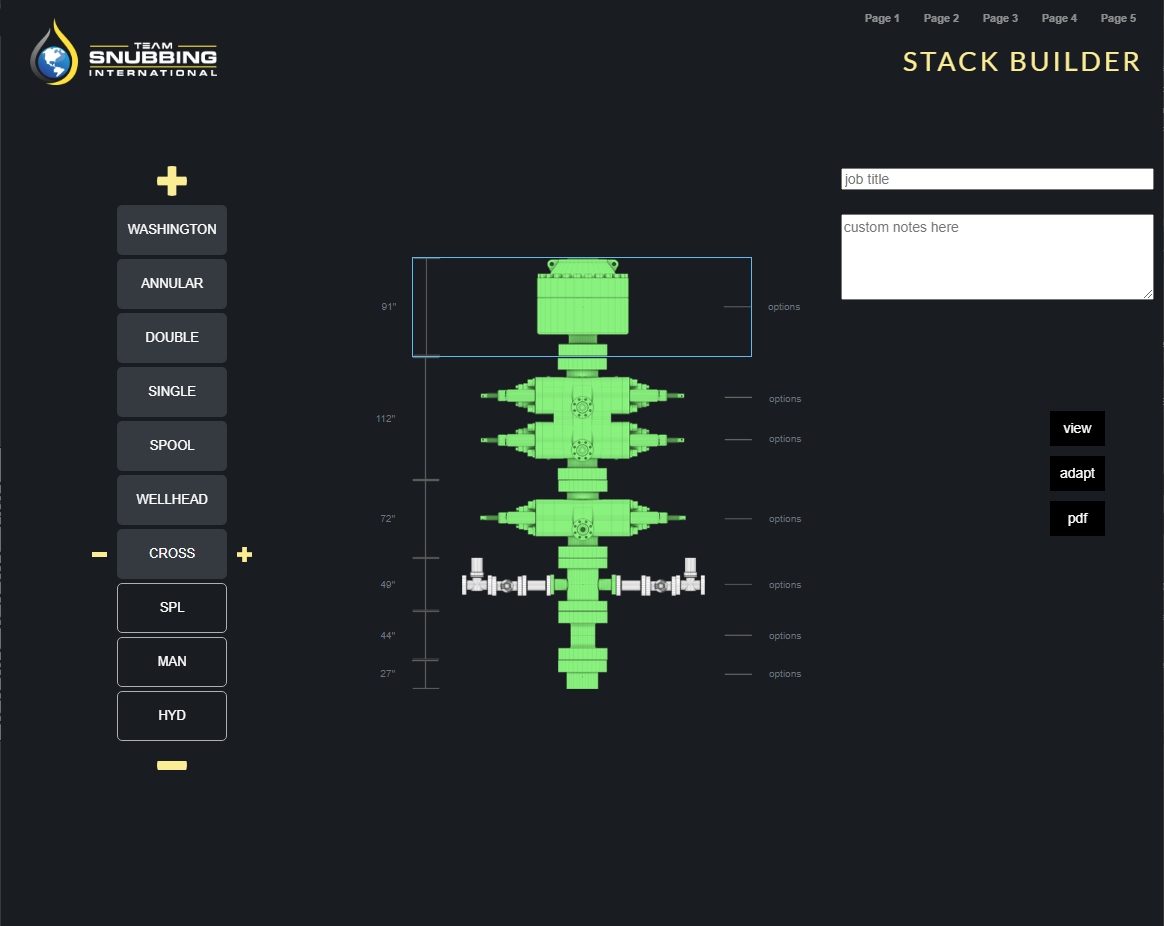 Page 1 Page 2 Page 3 Page 4 Page 5
TEAM
SNUBBING
INTERNATIONAL
STACK BUILDER
job title
custom notes here
WASHINGTON
ANNULAR
DOUBLE
SINGLE
SPOOL
WELLHEAD
CROSS
SPL
MAN
HYD
91" options
112" options
options
72" options
49" options
44" options
27" options
view
adapt
pdf